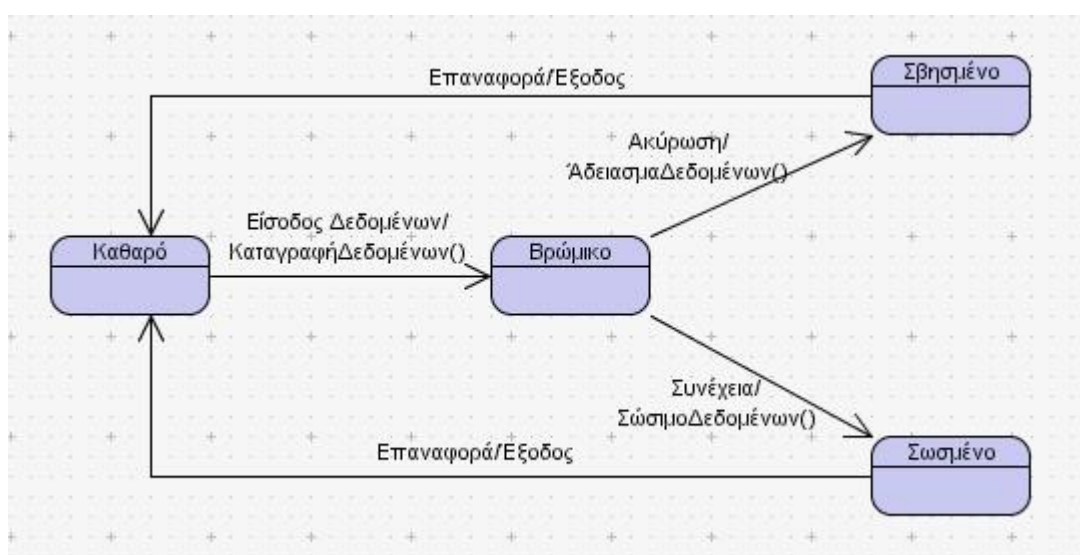 Σβησμένο
Επαναφορά/Εξοδος
Ακύρωση/
ΆδειασμαΔεδομένων()
Είσοδος Δεδομένων/
ΚαταγραφήΔεδομένων()
Καθαρό
Βρώμικο
Συνέχεια/
ΣώσιμοΔεδομένων()
Επαναφορά/Εξοδος
Σωσμένο